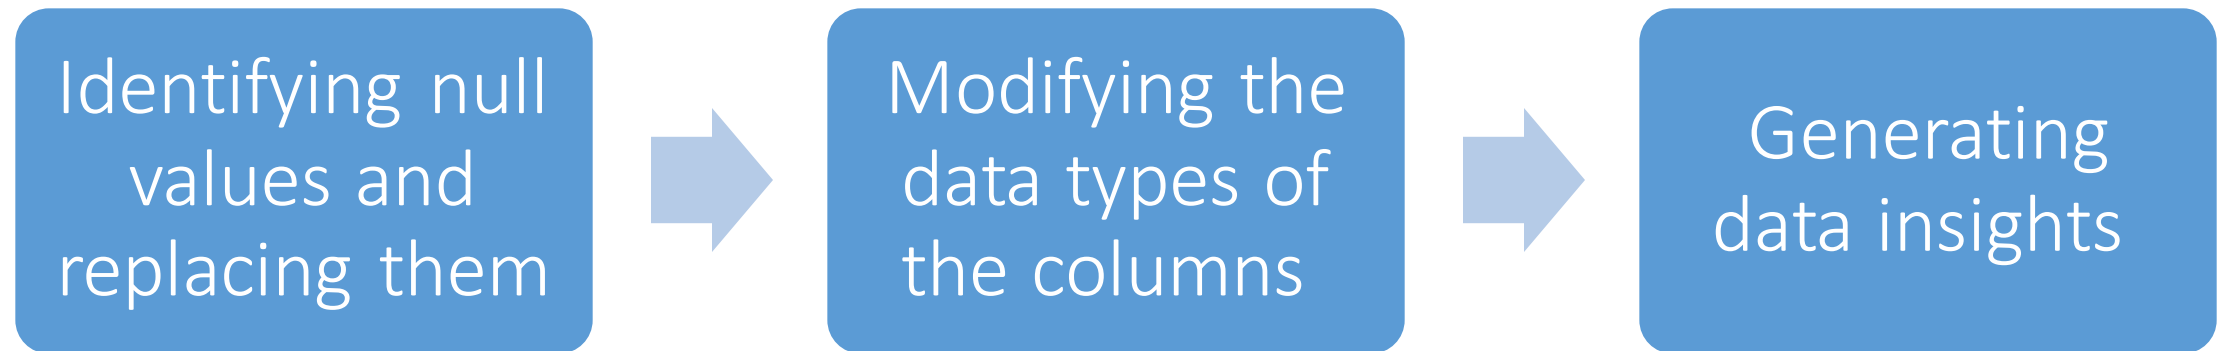 Identifying null
values and
replacing them
Modifying the
data types of
the columns
Generating
data insights